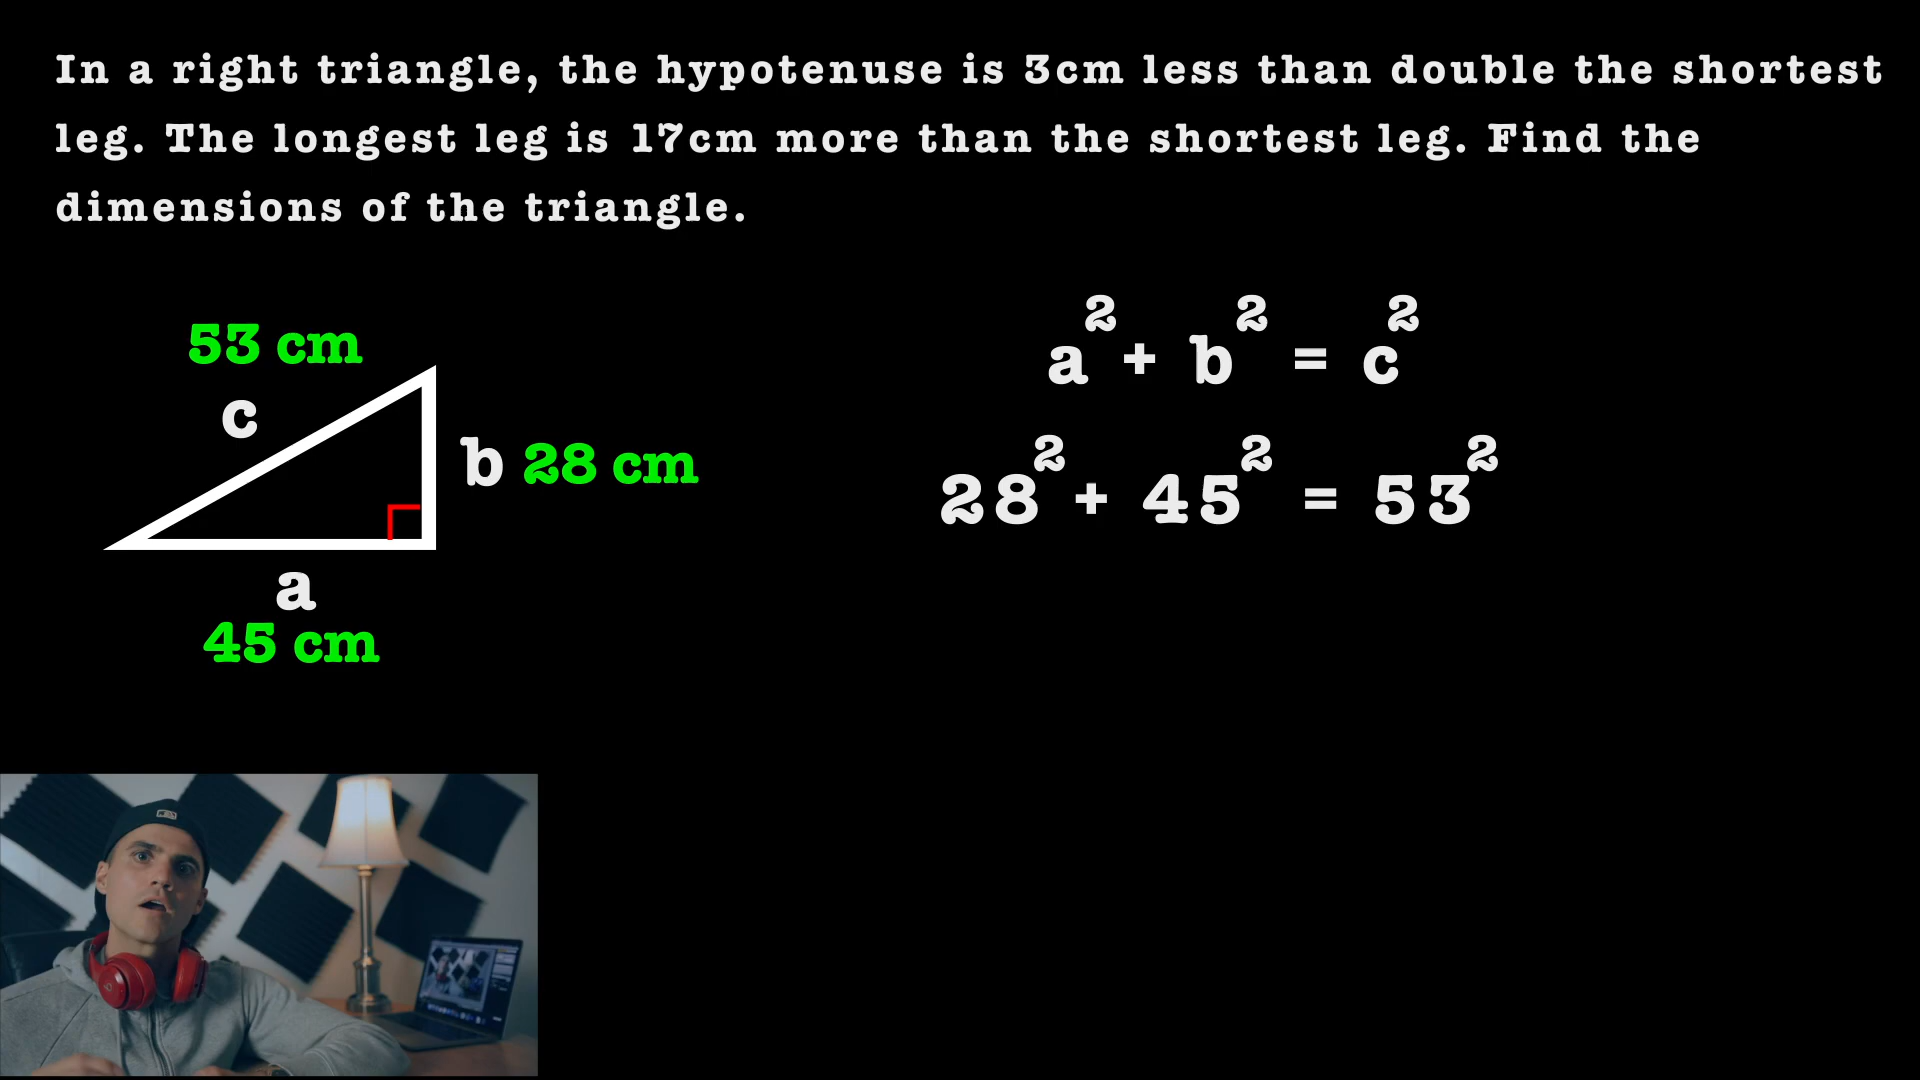 In a right triangle, the hypotenuse is 3cm less than double the shortest
leg. The longest leg is 17cm more than the shortest leg. Find the
dimensions of the triangle.
53 cm
c
b 28 cm
a
45 cm
a² + b² = c²
28² + 45² = 53²